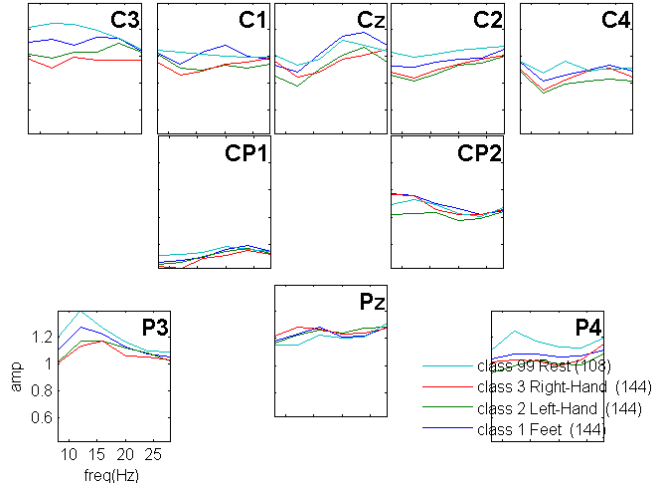 C3 C1 Cz C2 C4
CP1 CP2
P3 Pz P4
1.2
1
0.8
0.6
amp
10 15 20 25
freq(Hz)
class 99 Rest (108)
class 3 Right-Hand (144)
class 2 Left-Hand (144)
class 1 Feet (144)